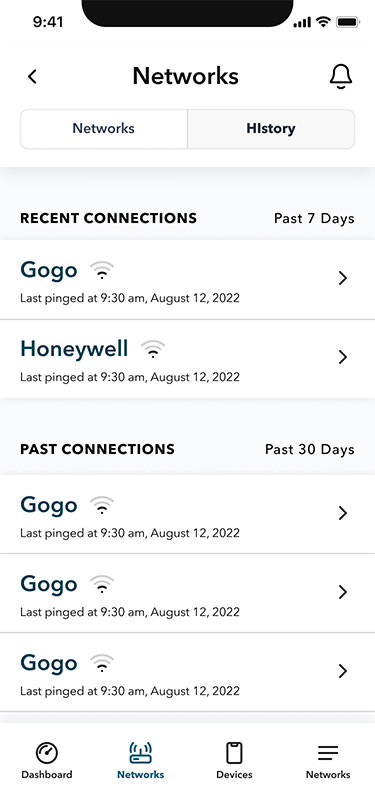 9:41
Networks
Networks HIstory
RECENT CONNECTIONS Past 7 Days
Gogo
Last pinged at 9:30 am, August 12, 2022
Honeywell
Last pinged at 9:30 am, August 12, 2022
PAST CONNECTIONS Past 30 Days
Gogo
Last pinged at 9:30 am, August 12, 2022
Gogo
Last pinged at 9:30 am, August 12, 2022
Gogo
Last pinged at 9:30 am, August 12, 2022
Dashboard Networks Devices Networks